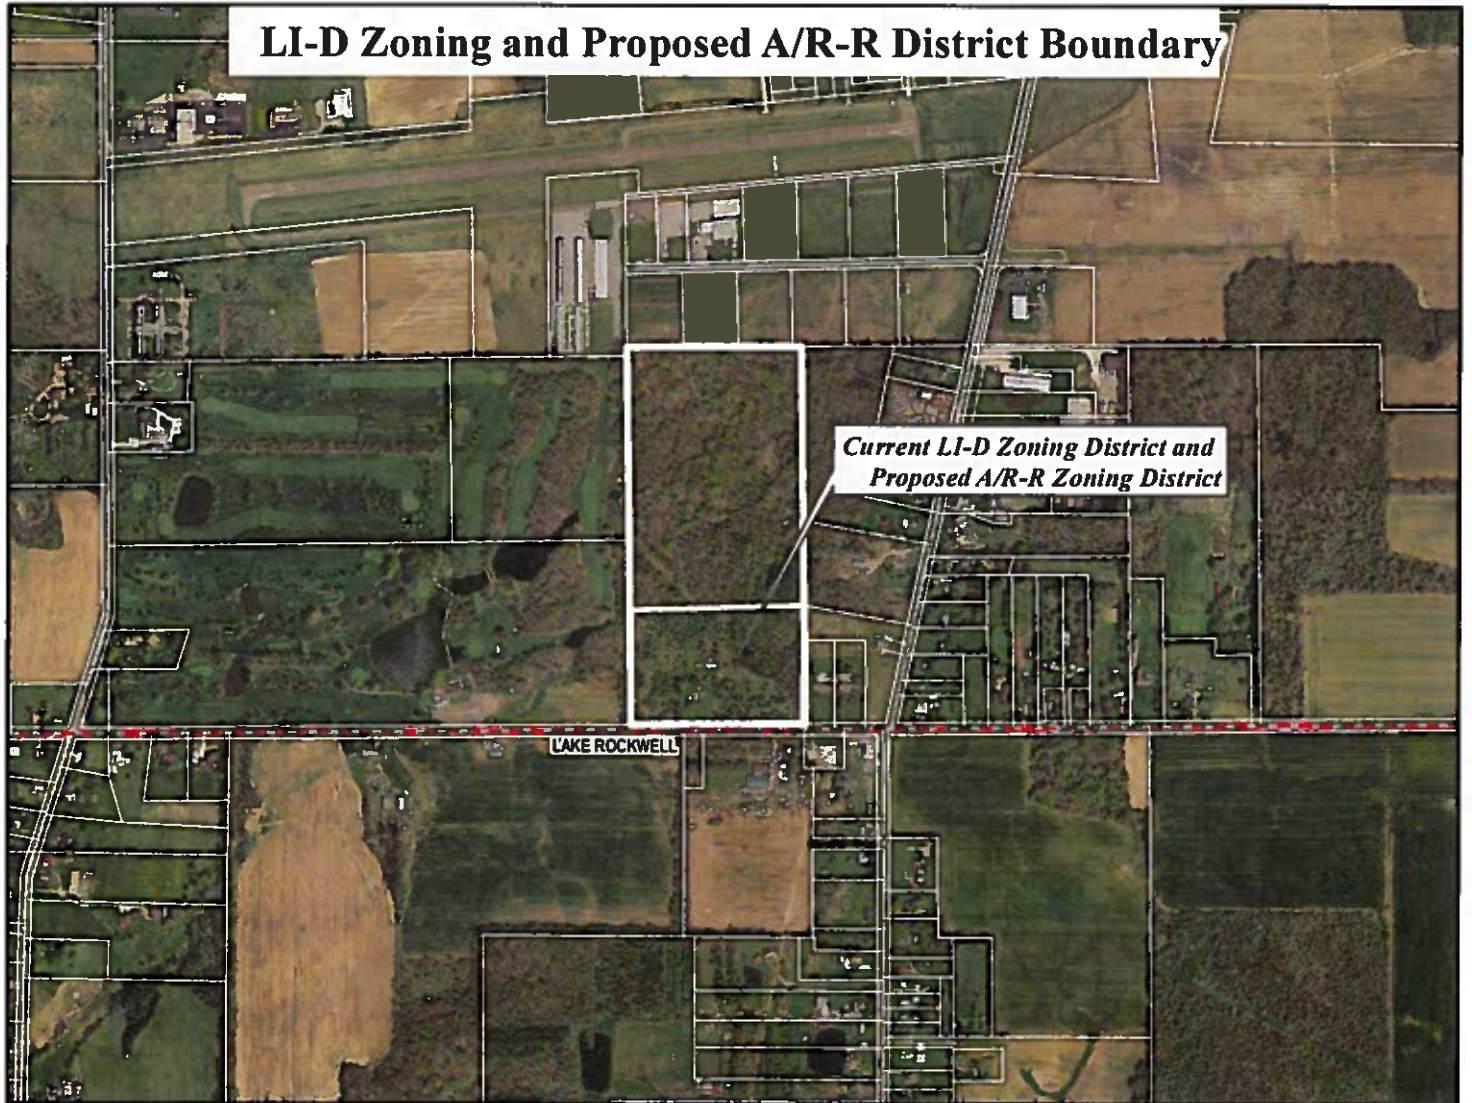 LI-D Zoning and Proposed A/R-R District Boundary
Current LI-D Zoning District and
Proposed A/R-R Zoning District
LAKE ROCKWELL